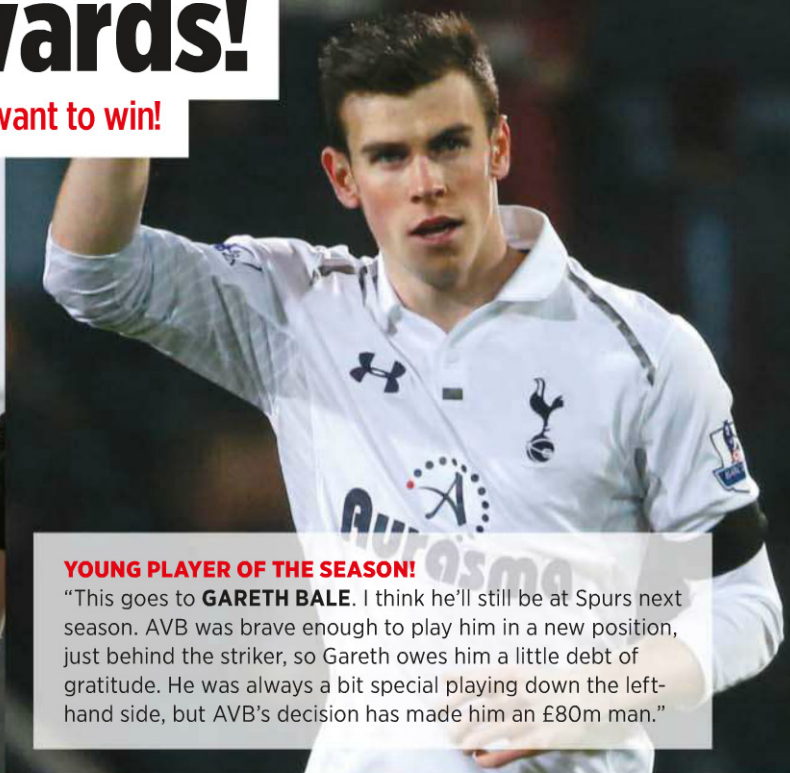 wards!
want to win!
Aurasma
YOUNG PLAYER OF THE SEASON!
“This goes to GARETH BALE. I think he’ll still be at Spurs next
season. AVB was brave enough to play him in a new position,
just behind the striker, so Gareth owes him a little debt of
gratitude. He was always a bit special playing down the left-
hand side, but AVB’s decision has made him an £80m man.”